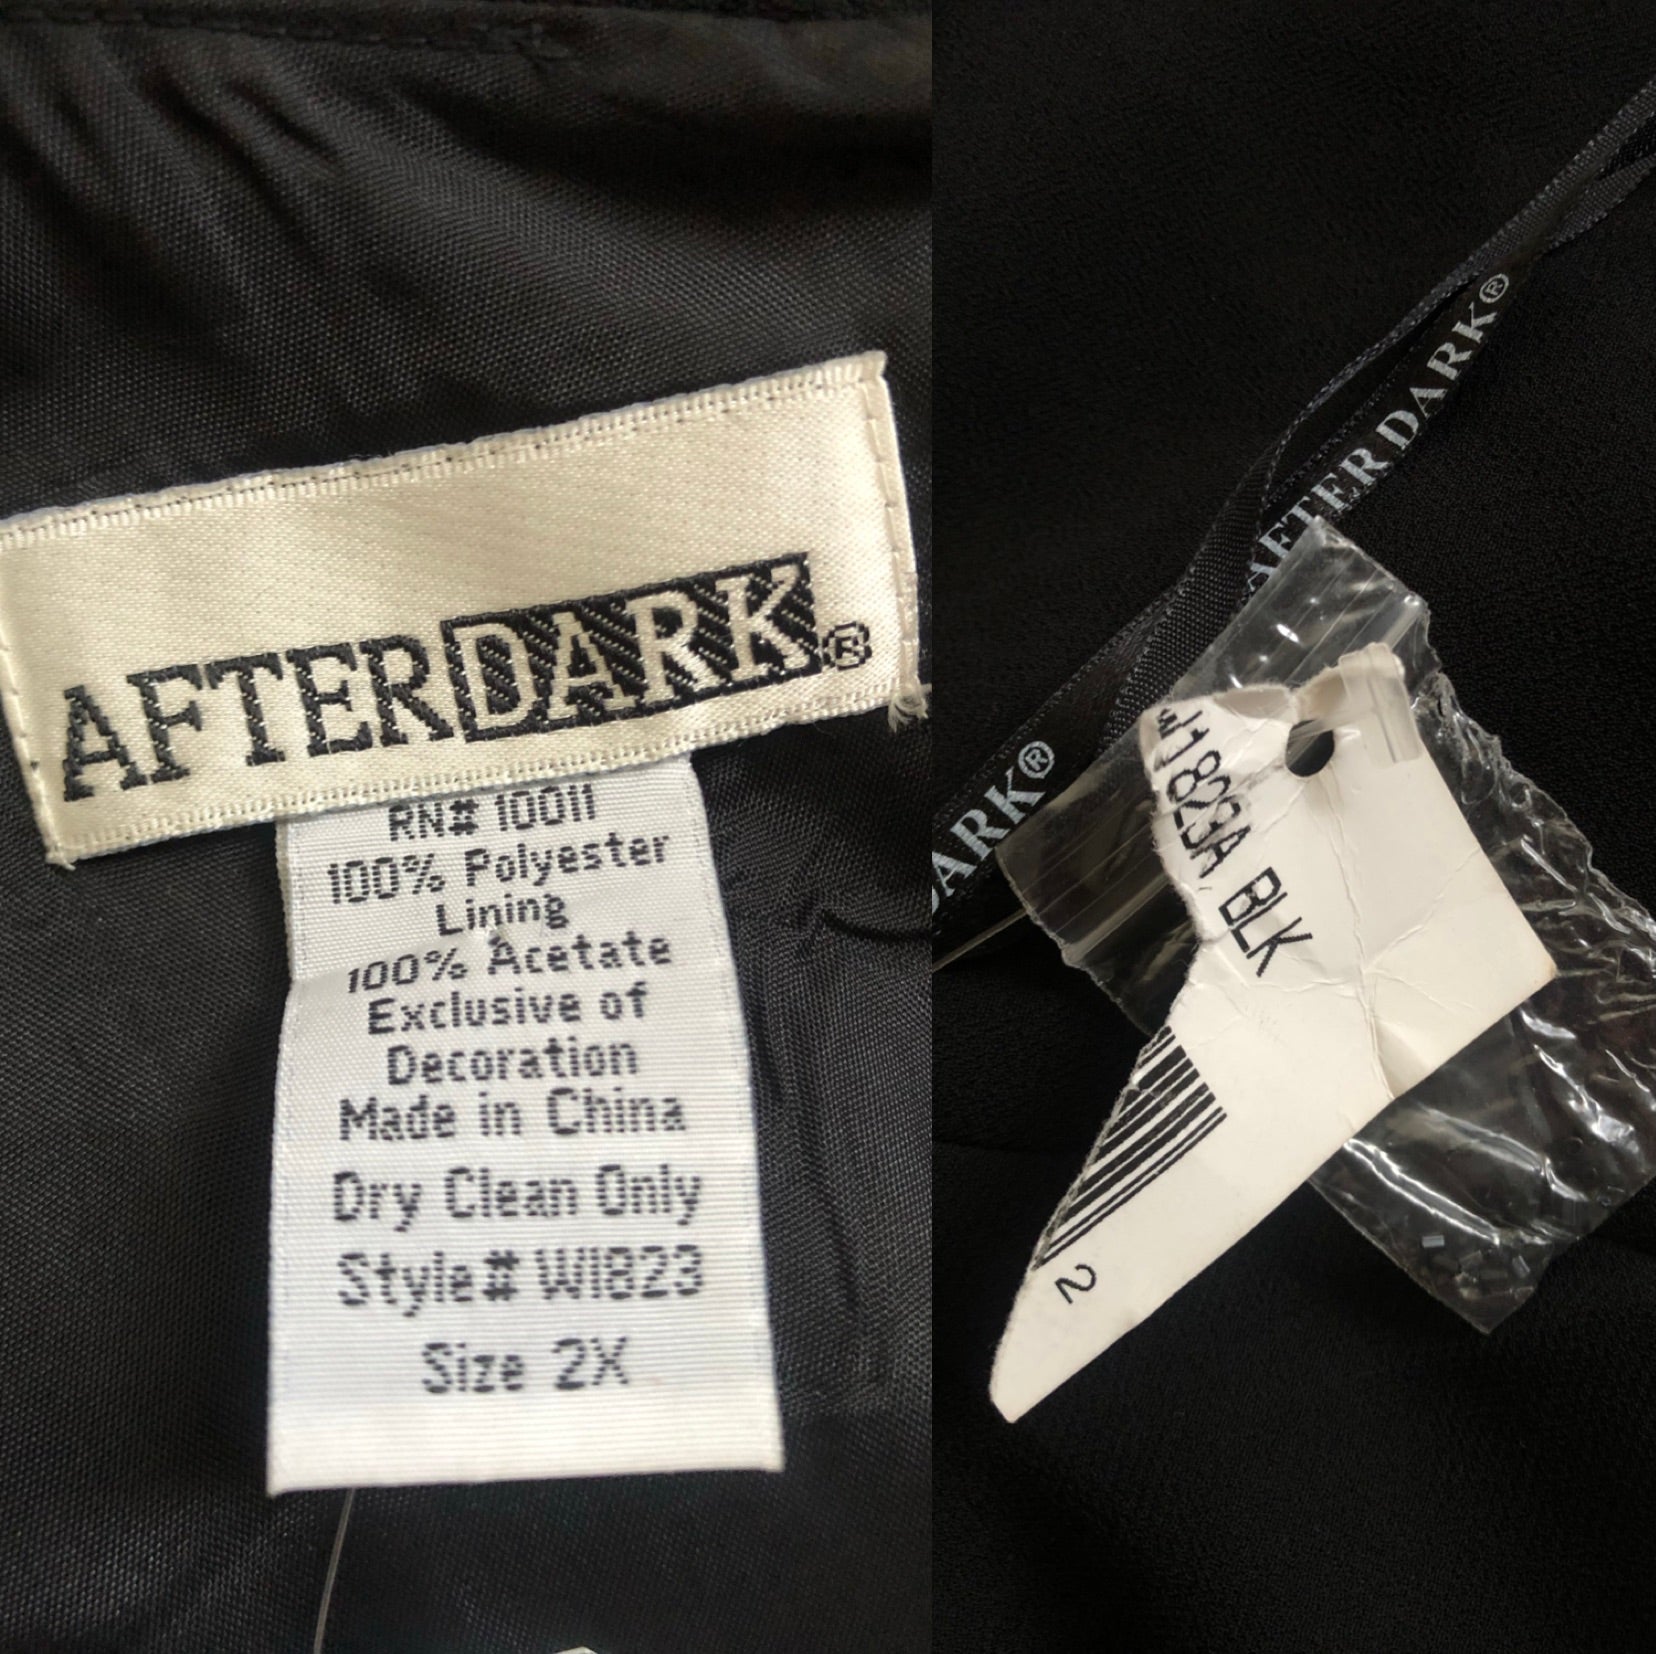 AFTERDARK®
RN# 10011
100% Polyester
Lining
100% Acetate
Exclusive of
Decoration
Made in China
Dry Clean Only
Style# W1823
Size 2X
AFTER DARK®
DARK®
W1823A BLK
2